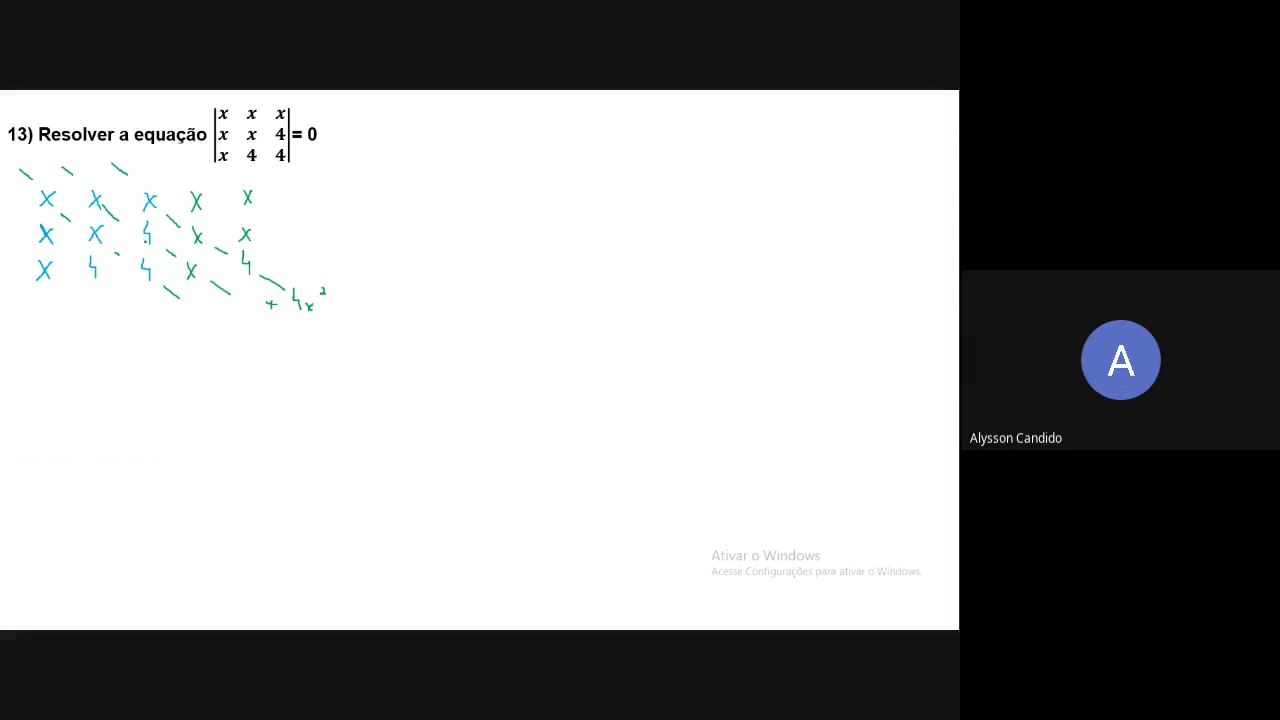 13) Resolver a equação |x x x| = 0
|x x 4|
|x 4 4|
x x x x x
x x 4 x x
x 4 4 x 4
+ 4x²
A
Alysson Candido
Ativar o Windows
Acesse Configurações para ativar o Windows.